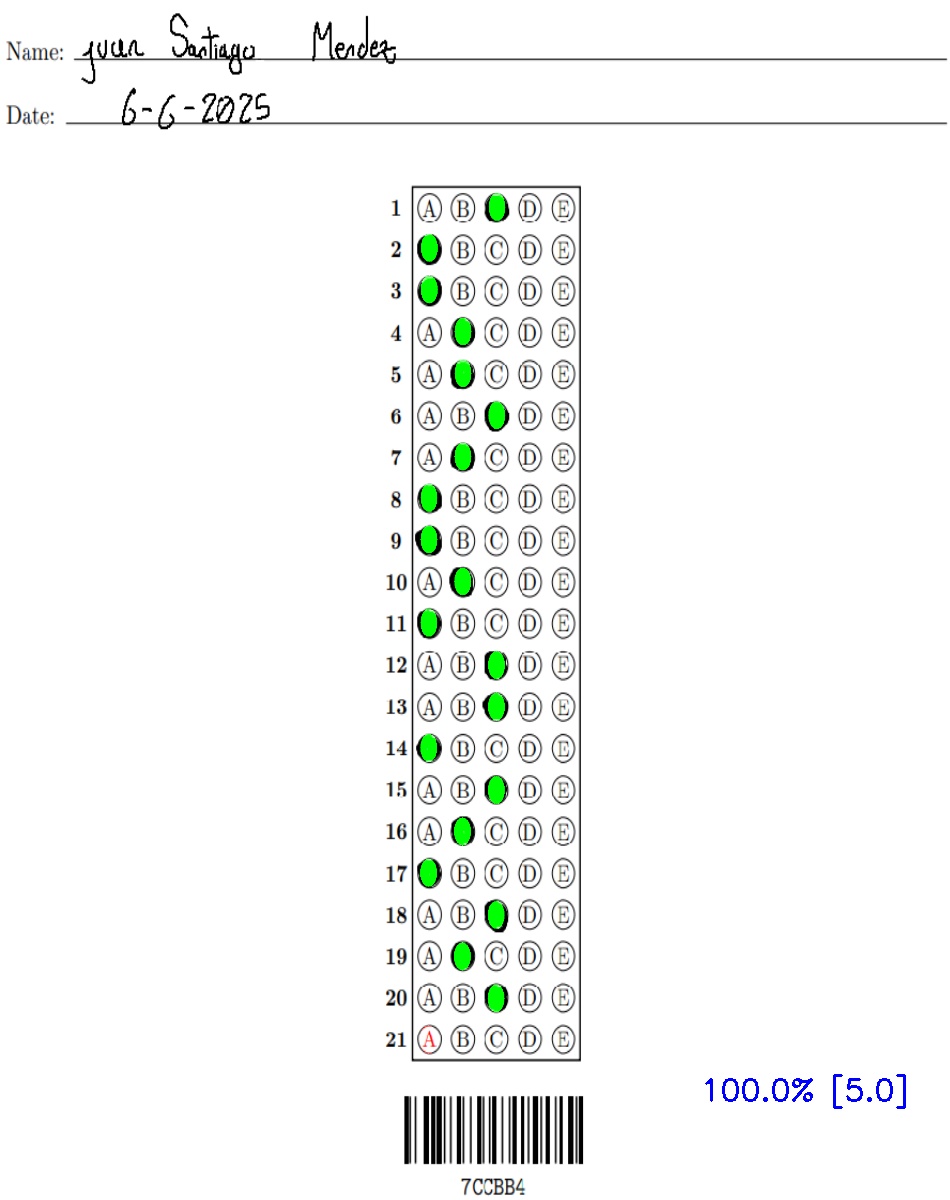 Name: juan Santiago Mendez
Date: 6-6-2025
1 A B D E
2 B C D E
3 B C D E
4 A C D E
5 A C D E
6 A B D E
7 A C D E
8 B C D E
9 B C D E
10 A C D E
11 B C D E
12 A B D E
13 A B D E
14 B C D E
15 A B D E
16 A C D E
17 B C D E
18 A B D E
19 A C D E
20 A B D E
21 A B C D E
100.0% [5.0]
7CCBB4